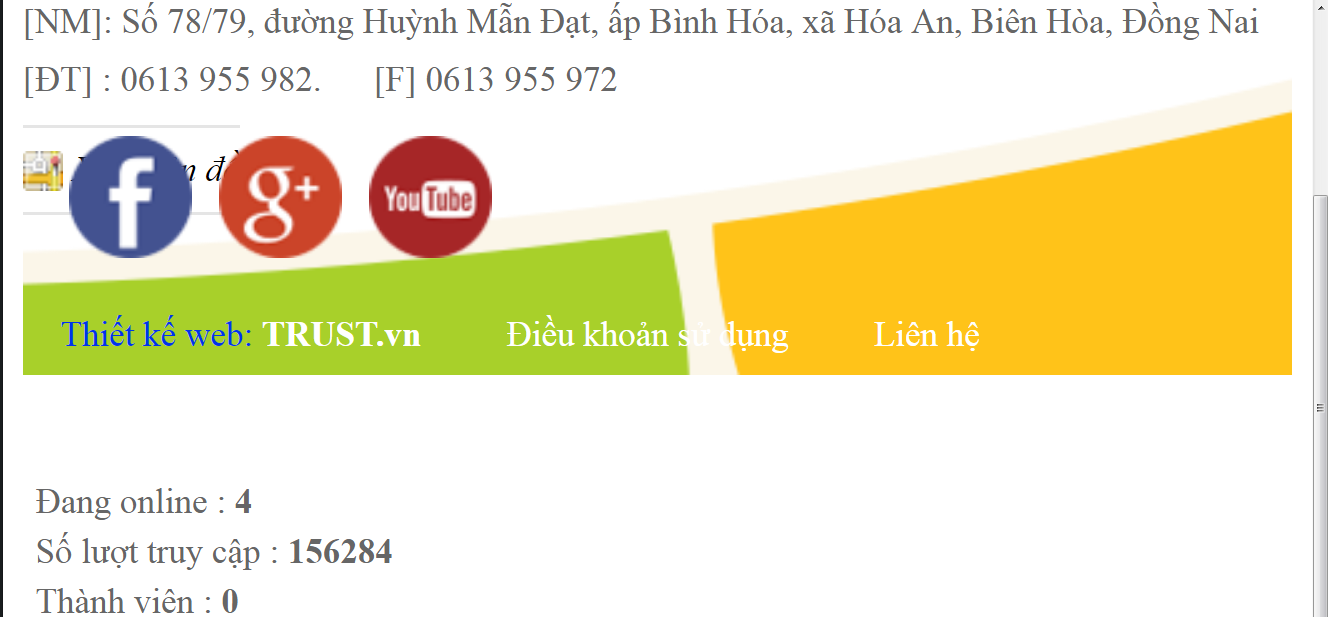 [NM]: Số 78/79, đường Huỳnh Mẫn Đạt, ấp Bình Hóa, xã Hóa An, Biên Hòa, Đồng Nai
[ĐT] : 0613 955 982. [F] 0613 955 972
f g+ YouTube
Thiết kế web: TRUST.vn Điều khoản sử dụng Liên hệ
Đang online : 4
Số lượt truy cập : 156284
Thành viên : 0